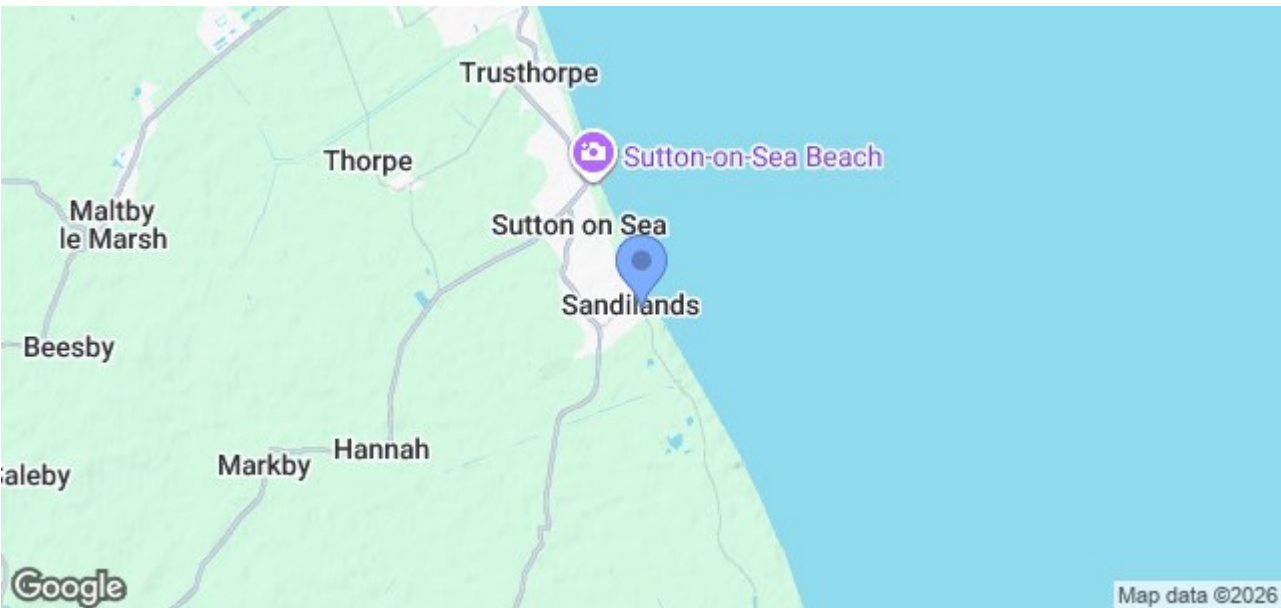 Trusthorpe
Sutton-on-Sea Beach
Thorpe
Maltby
le Marsh
Sutton on Sea
Sandilands
Beesby
Hannah
Markby
aleby
Google
Map data ©2026